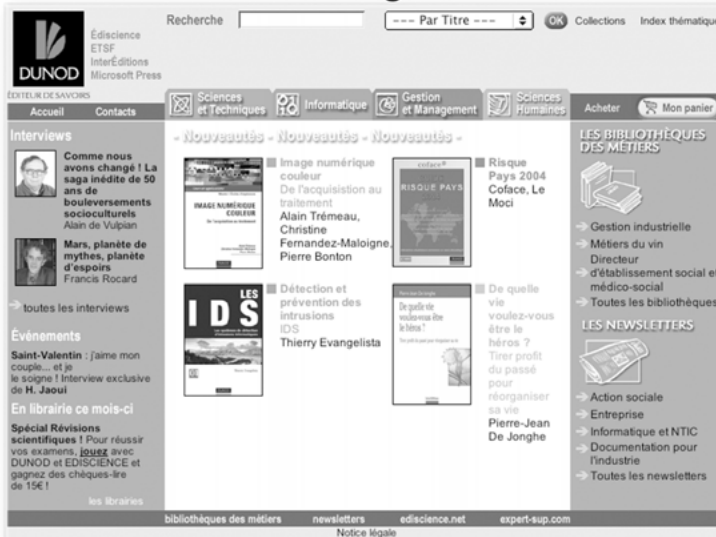 Recherche
--- Par Titre ---
OK
Collections
Index thématique
DUNOD
ÉDITEUR DE SAVOIRS
Édiscience
ETSF
InterÉditions
Microsoft Press
Accueil
Contacts
Sciences
et Techniques
Informatique
Gestion
et Management
Sciences
Humaines
Acheter
Mon panier
Interviews
Comme nous
avons changé ! La
saga inédite de 50
ans de
bouleversements
socioculturels
Alain de Vulpian
Mars, planète de
mythes, planète
d'espoirs
Francis Rocard
toutes les interviews
Événements
Saint-Valentin : j'aime mon
couple... et je
le soigne ! Interview exclusive
de H. Jaoui
En librairie ce mois-ci
Spécial Révisions
scientifiques ! Pour réussir
vos examens, jouez avec
DUNOD et EDISCIENCE et
gagnez des chèques-lire
de 15€ !
les librairies
- Nouveautés - Nouveautés - Nouveautés -
IMAGE NUMÉRIQUE
COULEUR
Image numérique
couleur
De l'acquisition au
traitement
Alain Trémeau,
Christine
Fernandez-Maloigne,
Pierre Bonton
coface
RISQUE PAYS
Risque
Pays 2004
Coface, Le
Moci
LES
IDS
Détection et
prévention des
intrusions
IDS
Thierry Evangelista
De quelle vie
voulez-vous être
le héros ?
De quelle
vie
voulez-vous
être le
héros ?
Tirer profit
du passé
pour
réorganiser
sa vie
Pierre-Jean
De Jonghe
LES BIBLIOTHÈQUES
DES MÉTIERS
Gestion industrielle
Métiers du vin
Directeur
d'établissement social et
médico-social
Toutes les bibliothèques
LES NEWSLETTERS
Action sociale
Entreprise
Informatique et NTIC
Documentation pour
l'industrie
Toutes les newsletters
bibliothèques des métiers
newsletters
ediscience.net
expert-sup.com
Notice légale